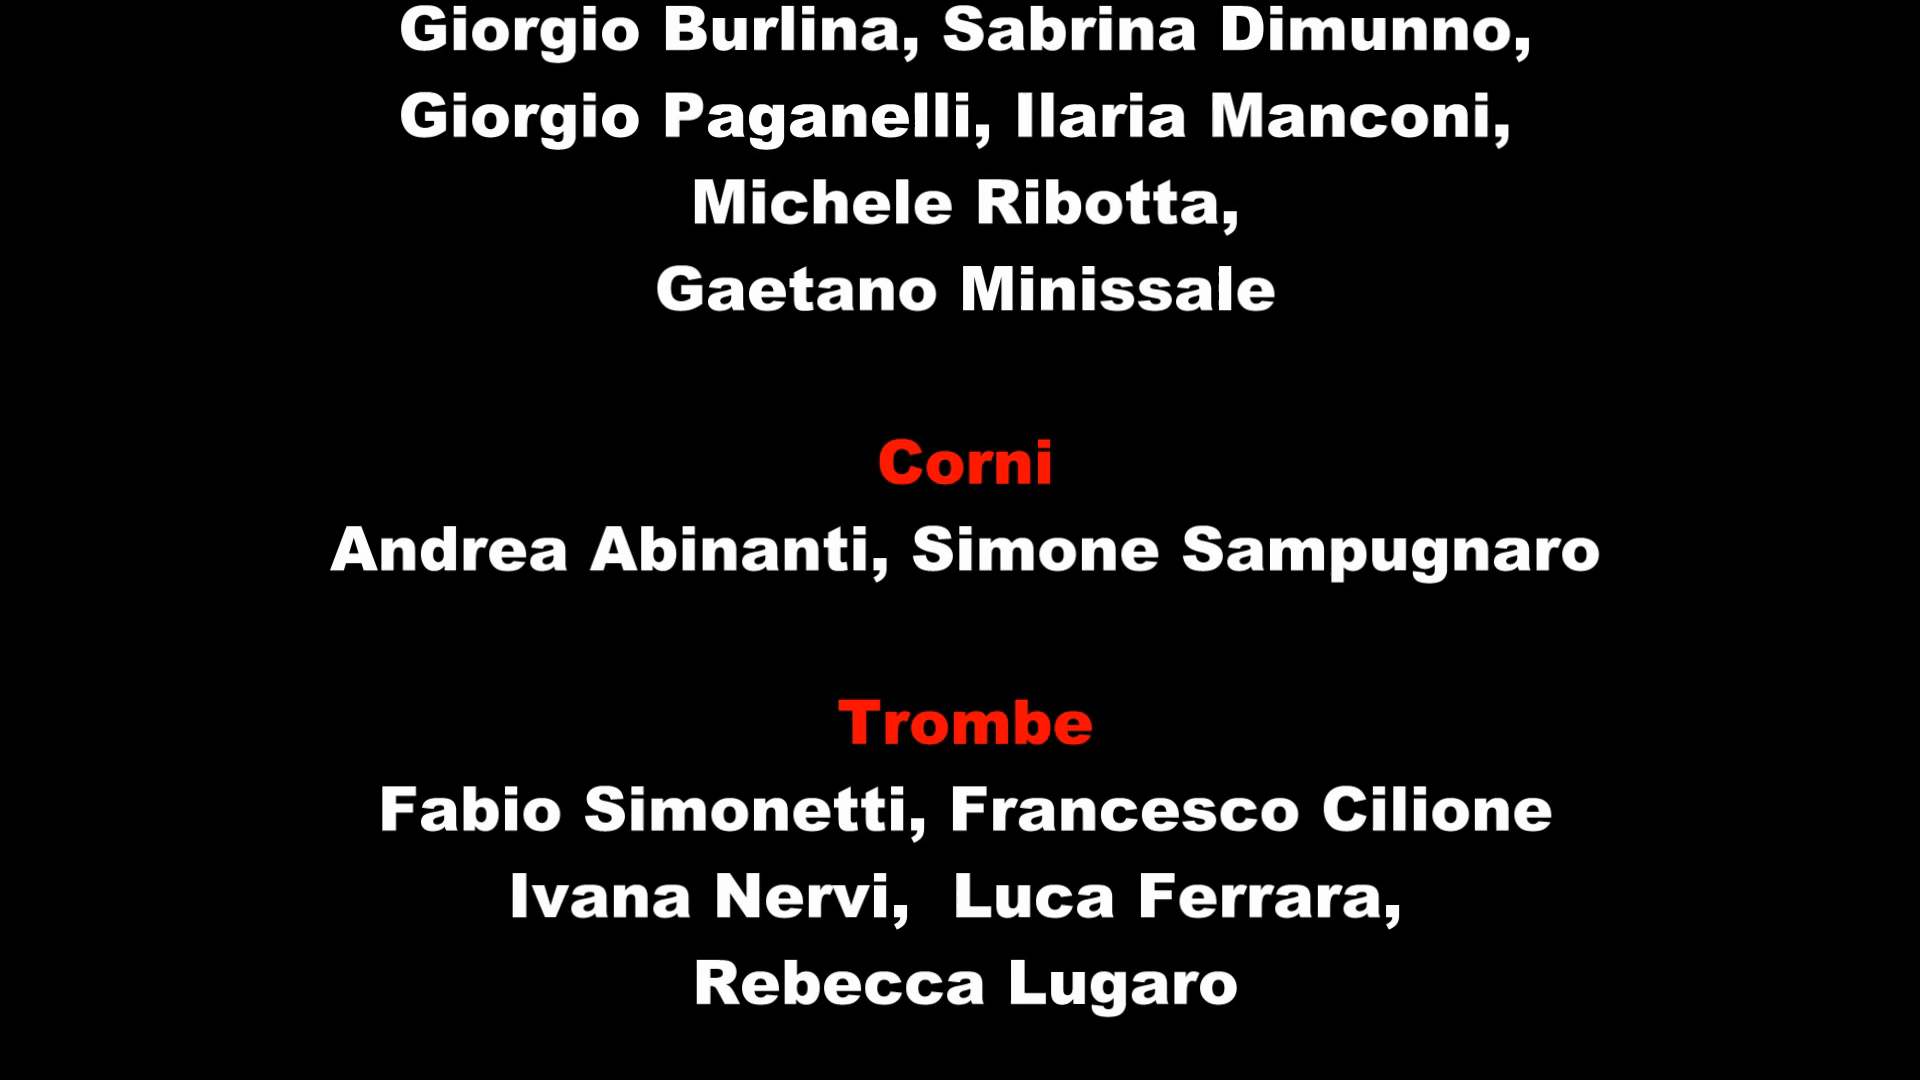 Giorgio Burlina, Sabrina Dimunno,
Giorgio Paganelli, Ilaria Manconi,
Michele Ribotta,
Gaetano Minissale
Corni
Andrea Abinanti, Simone Sampugnaro
Trombe
Fabio Simonetti, Francesco Cilione
Ivana Nervi,  Luca Ferrara,
Rebecca Lugaro